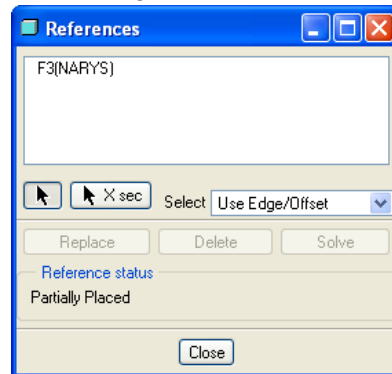 References
F3(NARYS)
X sec
Select
Use Edge/Offset
Replace
Delete
Solve
Reference status
Partially Placed
Close